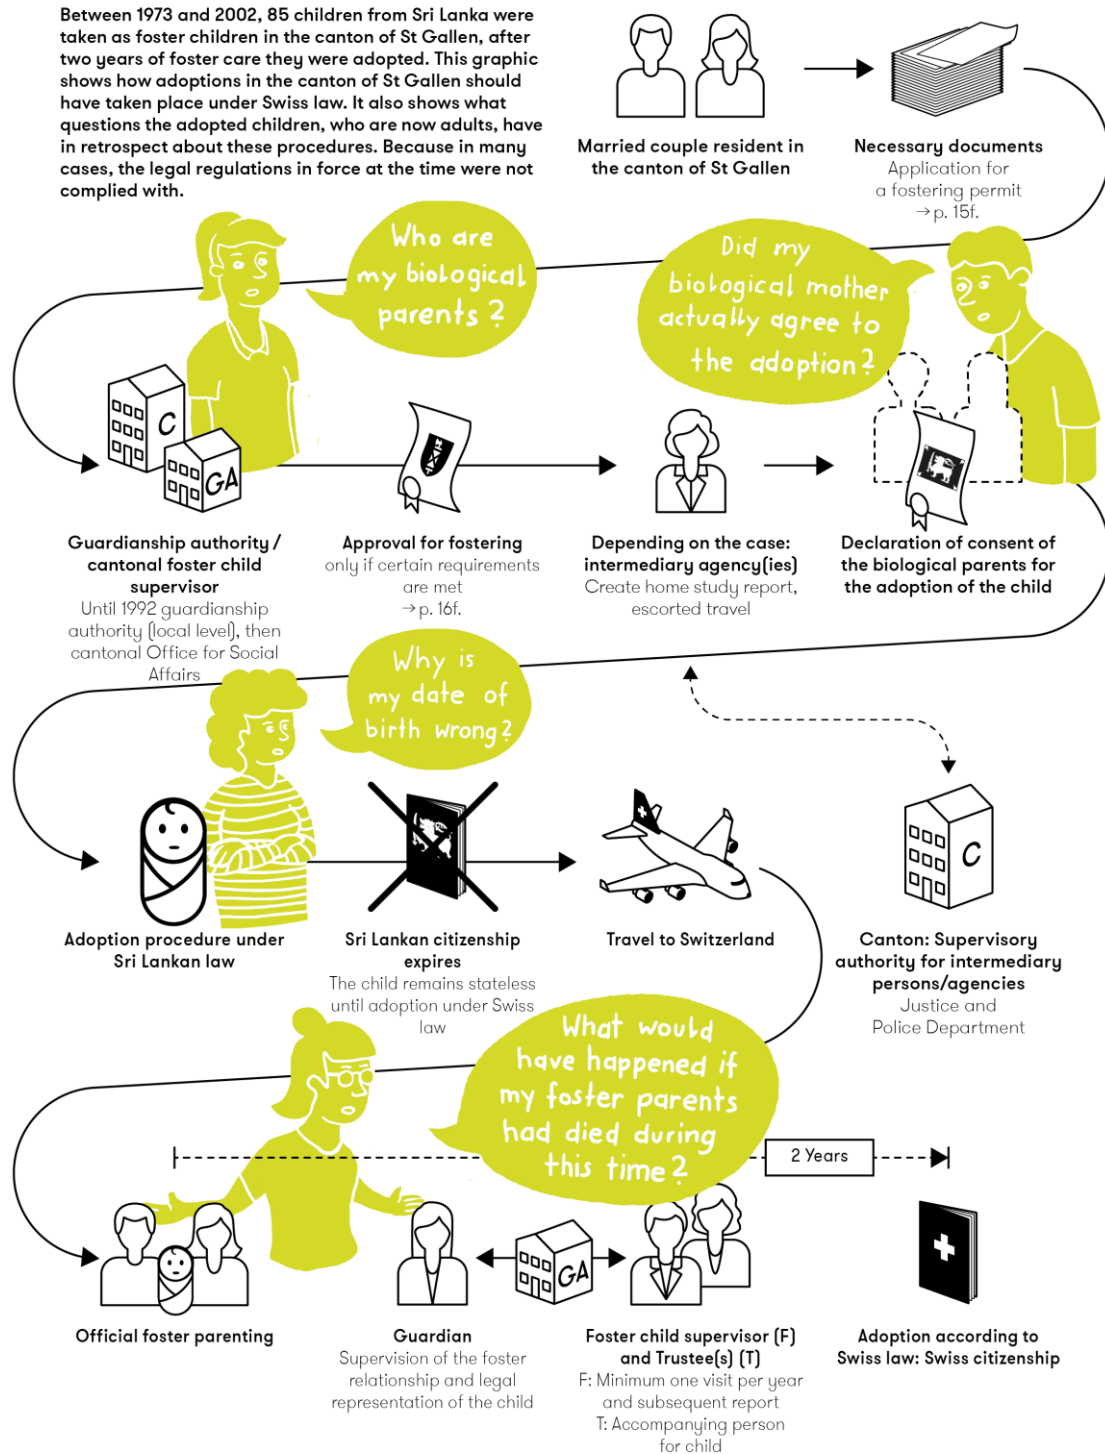 Between 1973 and 2002, 85 children from Sri Lanka were
taken as foster children in the canton of St Gallen, after
two years of foster care they were adopted. This graphic
shows how adoptions in the canton of St Gallen should
have taken place under Swiss law. It also shows what
questions the adopted children, who are now adults, have
in retrospect about these procedures. Because in many
cases, the legal regulations in force at the time were not
complied with.
Married couple resident in
the canton of St Gallen
Necessary documents
Application for
a fostering permit
→ p. 15f.
Who are
my biological
parents?
Did my
biological mother
actually agree to
the adoption?
C
GA
Guardianship authority /
cantonal foster child
supervisor
Until 1992 guardianship
authority (local level), then
cantonal Office for Social
Affairs
Approval for fostering
only if certain requirements
are met
→ p. 16f.
Depending on the case:
intermediary agency(ies)
Create home study report,
escorted travel
Declaration of consent of
the biological parents for
the adoption of the child
Why is
my date of
birth wrong?
Adoption procedure under
Sri Lankan law
Sri Lankan citizenship
expires
The child remains stateless
until adoption under Swiss
law
Travel to Switzerland
C
Canton: Supervisory
authority for intermediary
persons/agencies
Justice and
Police Department
What would
have happened if
my foster parents
had died during
this time?
2 Years
Official foster parenting
Guardian
Supervision of the foster
relationship and legal
representation of the child
GA
Foster child supervisor (F)
and Trustee(s) (T)
F: Minimum one visit per year
and subsequent report
T: Accompanying person
for child
Adoption according to
Swiss law: Swiss citizenship